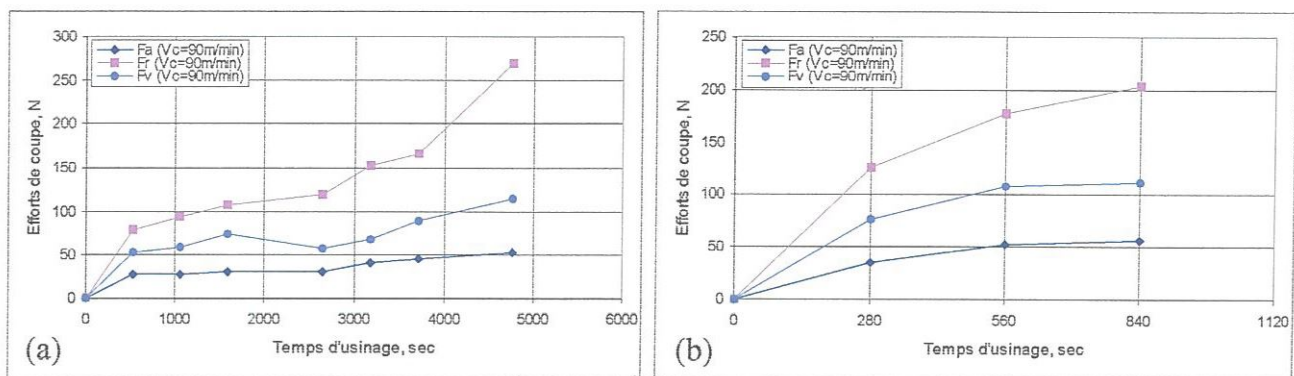 300
250
200
150
100
50
0
Efforts de coupe, N
Fa (Vc=90m/min)
Fr (Vc=90m/min)
Fv (Vc=90m/min)
0 1000 2000 3000 4000 5000 6000
Temps d'usinage, sec
(a)
250
200
150
100
50
0
Efforts de coupe, N
Fa (Vc=90m/min)
Fr (Vc=90m/min)
Fv (Vc=90m/min)
0 280 560 840 1120
Temps d'usinage, sec
(b)